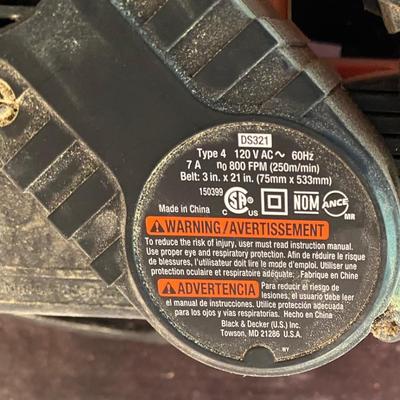 DS321
Type 4 120 V AC ~ 60Hz
7 A n₀ 800 FPM (250m/min)
Belt: 3 in. x 21 in. (75mm x 533mm)
150399
Made in China
C SA US NOM ANCE MR
WARNING/AVERTISSEMENT
To reduce the risk of injury, user must read instruction manual.
Use proper eye and respiratory protection. Afin de réduire le risque
de blessures, l'utilisateur doit lire le mode d'emploi. Utiliser une
protection oculaire et respiratoire adéquate. Fabrique en China
ADVERTENCIA Para reducir el riesgo de
lesiones, el usuario debe leer
el manual de instrucciones. Utilice protección adecuada
para los ojos y vías respiratorias. Hecho en China
Black & Decker (U.S.) Inc.
Towson, MD 21286 U.S.A.